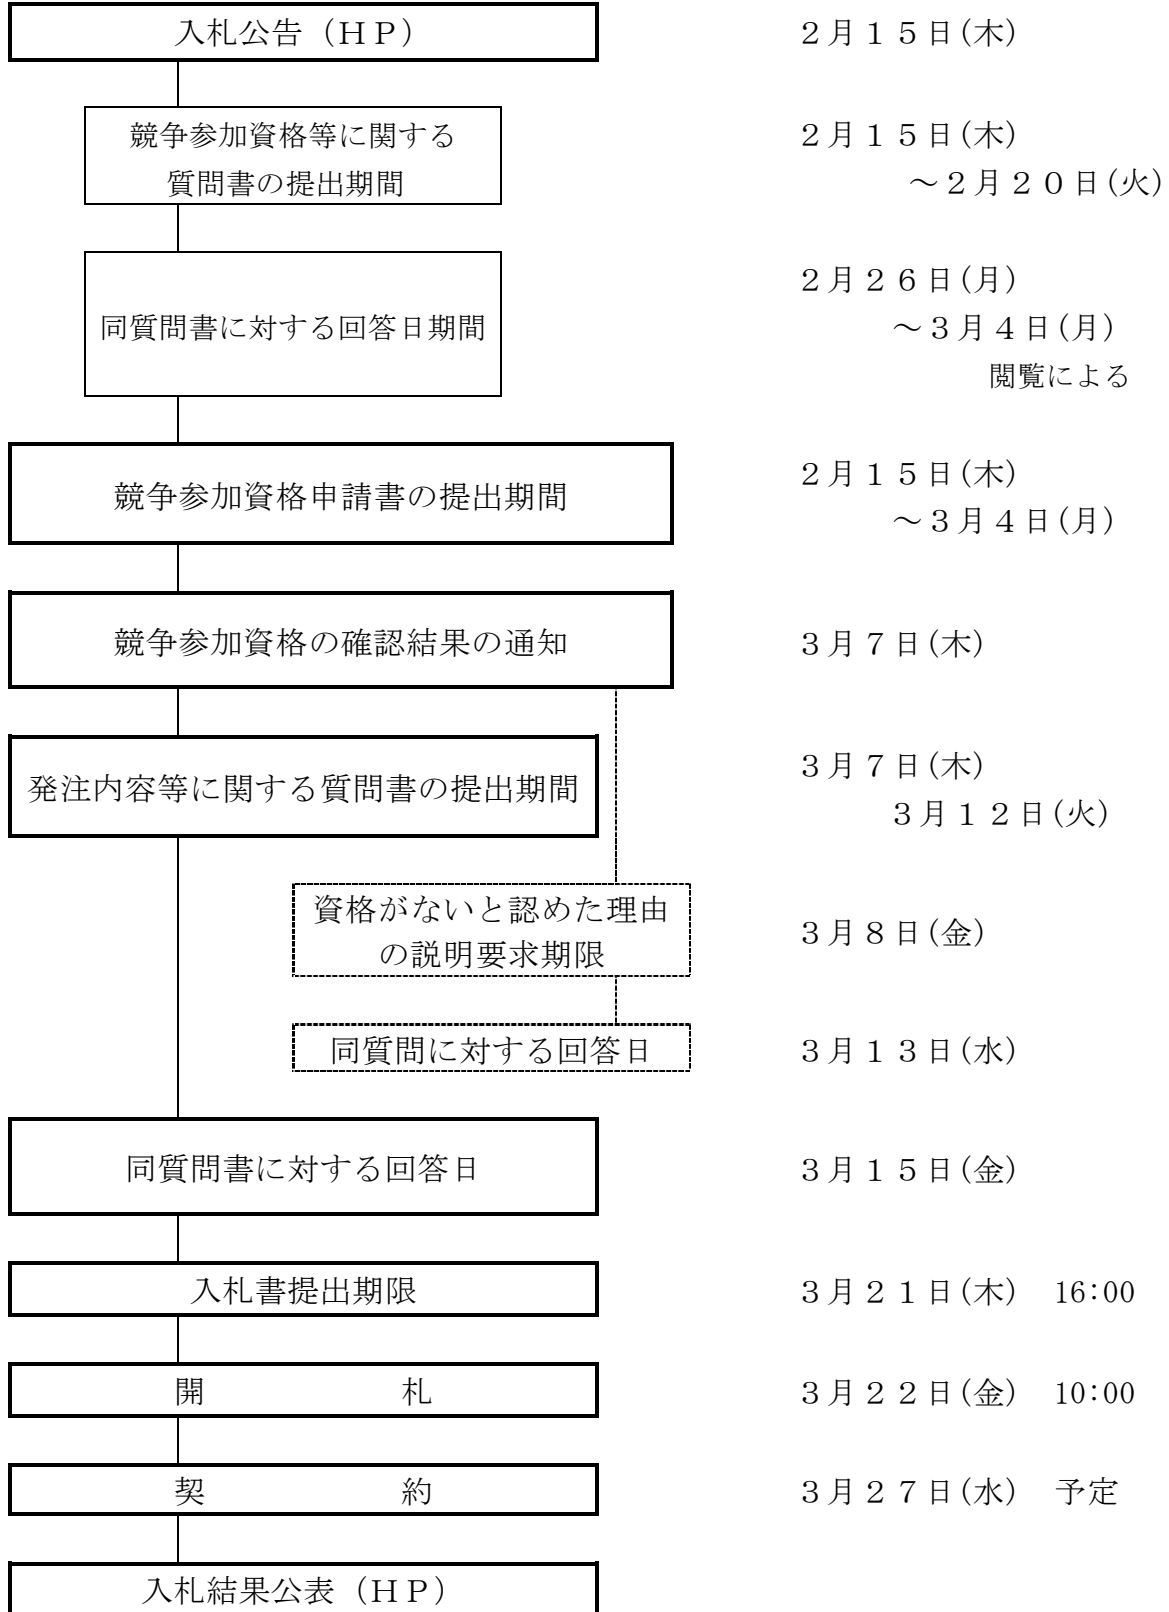 入札公告（ＨＰ）
２月１５日(木)
競争参加資格等に関する
質問書の提出期間
２月１５日(木)
～２月２０日(火)
同質問書に対する回答日期間
２月２６日(月)
～３月４日(月)
閲覧による
競争参加資格申請書の提出期間
２月１５日(木)
～３月４日(月)
競争参加資格の確認結果の通知
３月７日(木)
発注内容等に関する質問書の提出期間
３月７日(木)
３月１２日(火)
資格がないと認めた理由
の説明要求期限
３月８日(金)
同質問に対する回答日
３月１３日(水)
同質問書に対する回答日
３月１５日(金)
入札書提出期限
３月２１日(木)　16:00
開　　　　　　札
３月２２日(金)　10:00
契　　　　　　約
３月２７日(水)　予定
入札結果公表（ＨＰ）